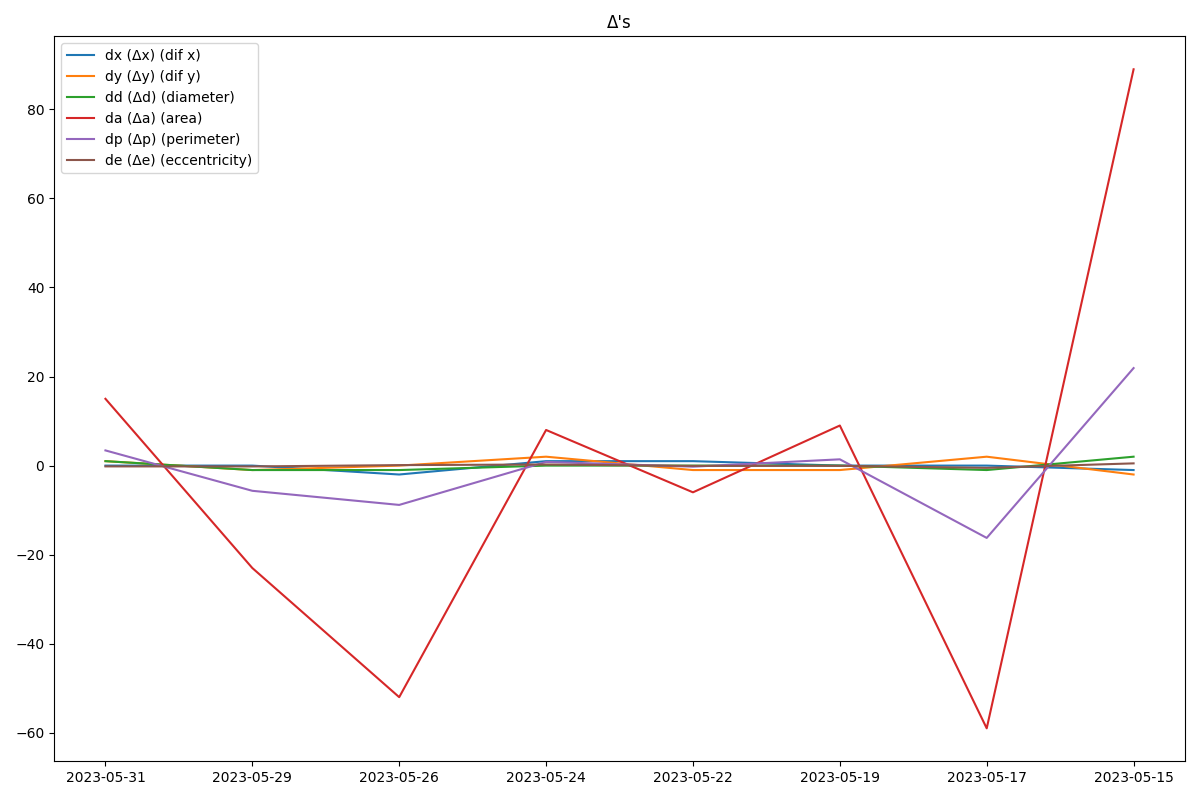 Δ's
dx (Δx) (dif x)
dy (Δy) (dif y)
dd (Δd) (diameter)
da (Δa) (area)
dp (Δp) (perimeter)
de (Δe) (eccentricity)
80
60
40
20
0
−20
−40
−60
2023-05-31 2023-05-29 2023-05-26 2023-05-24 2023-05-22 2023-05-19 2023-05-17 2023-05-15